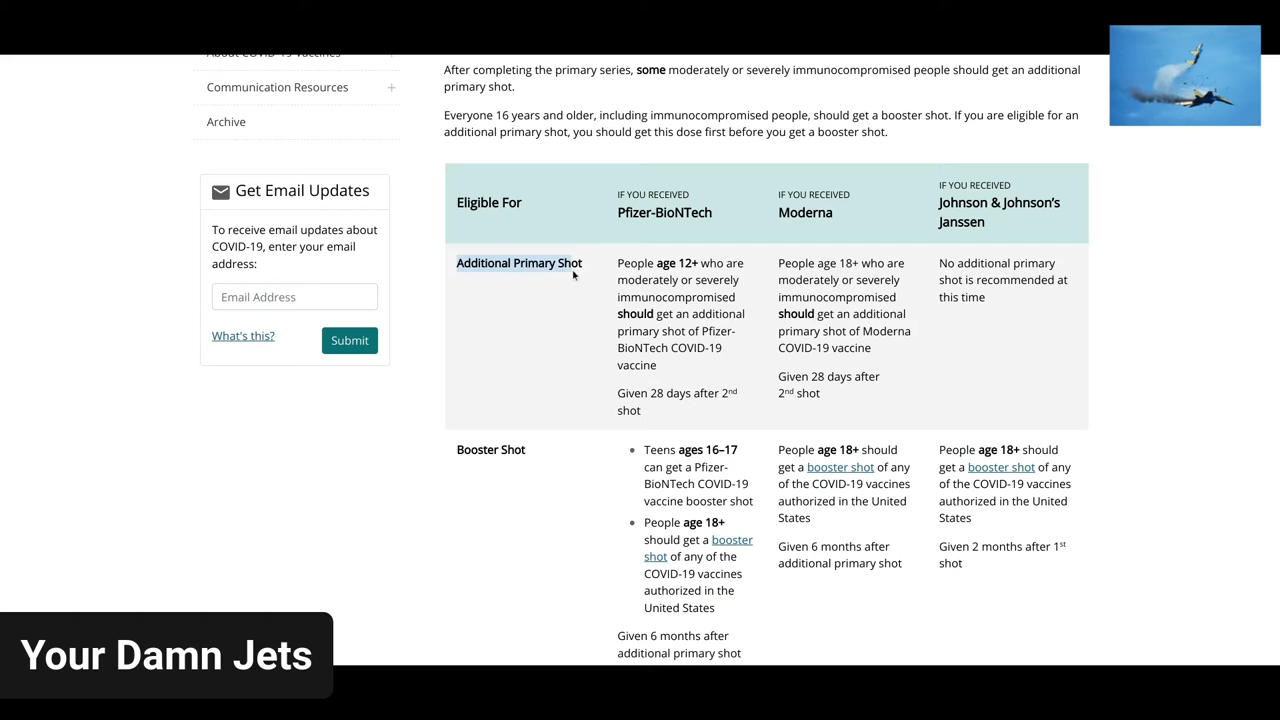 About COVID-19 Vaccines
Communication Resources +
Archive
Get Email Updates
To receive email updates about
COVID-19, enter your email
address:
Email Address
What's this?
Submit
After completing the primary series, some moderately or severely immunocompromised people should get an additional
primary shot.
Everyone 16 years and older, including immunocompromised people, should get a booster shot. If you are eligible for an
additional primary shot, you should get this dose first before you get a booster shot.
Eligible For
IF YOU RECEIVED
Pfizer-BioNTech
IF YOU RECEIVED
Moderna
IF YOU RECEIVED
Johnson & Johnson’s
Janssen
Additional Primary Shot
People age 12+ who are
moderately or severely
immunocompromised
should get an additional
primary shot of Pfizer-
BioNTech COVID-19
vaccine
Given 28 days after 2nd
shot
People age 18+ who are
moderately or severely
immunocompromised
should get an additional
primary shot of Moderna
COVID-19 vaccine
Given 28 days after
2nd shot
No additional primary
shot is recommended at
this time
Booster Shot
• Teens ages 16–17
can get a Pfizer-
BioNTech COVID-19
vaccine booster shot
• People age 18+
should get a booster
shot of any of the
COVID-19 vaccines
authorized in the
United States
Given 6 months after
additional primary shot
People age 18+ should
get a booster shot of any
of the COVID-19 vaccines
authorized in the United
States
Given 6 months after
additional primary shot
People age 18+ should
get a booster shot of any
of the COVID-19 vaccines
authorized in the United
States
Given 2 months after 1st
shot
Your Damn Jets